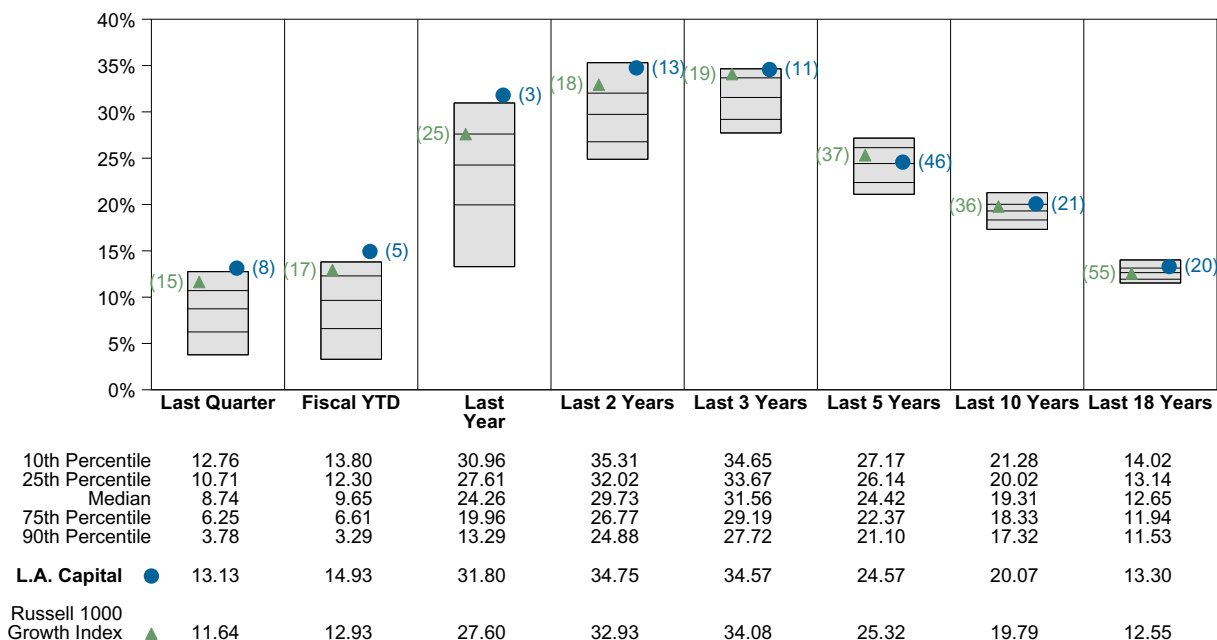 40%
35%
30%
25%
20%
15%
10%
5%
0%
(15) (8)
(17) (5)
(25) (3)
(18) (13)
(19) (11)
(37) (46)
(36) (21)
(55) (20)
Last Quarter Fiscal YTD Last Year Last 2 Years Last 3 Years Last 5 Years Last 10 Years Last 18 Years
10th Percentile 12.76 13.80 30.96 35.31 34.65 27.17 21.28 14.02
25th Percentile 10.71 12.30 27.61 32.02 33.67 26.14 20.02 13.14
Median 8.74 9.65 24.26 29.73 31.56 24.42 19.31 12.65
75th Percentile 6.25 6.61 19.96 26.77 29.19 22.37 18.33 11.94
90th Percentile 3.78 3.29 13.29 24.88 27.72 21.10 17.32 11.53
L.A. Capital 13.13 14.93 31.80 34.75 34.57 24.57 20.07 13.30
Russell 1000
Growth Index 11.64 12.93 27.60 32.93 34.08 25.32 19.79 12.55